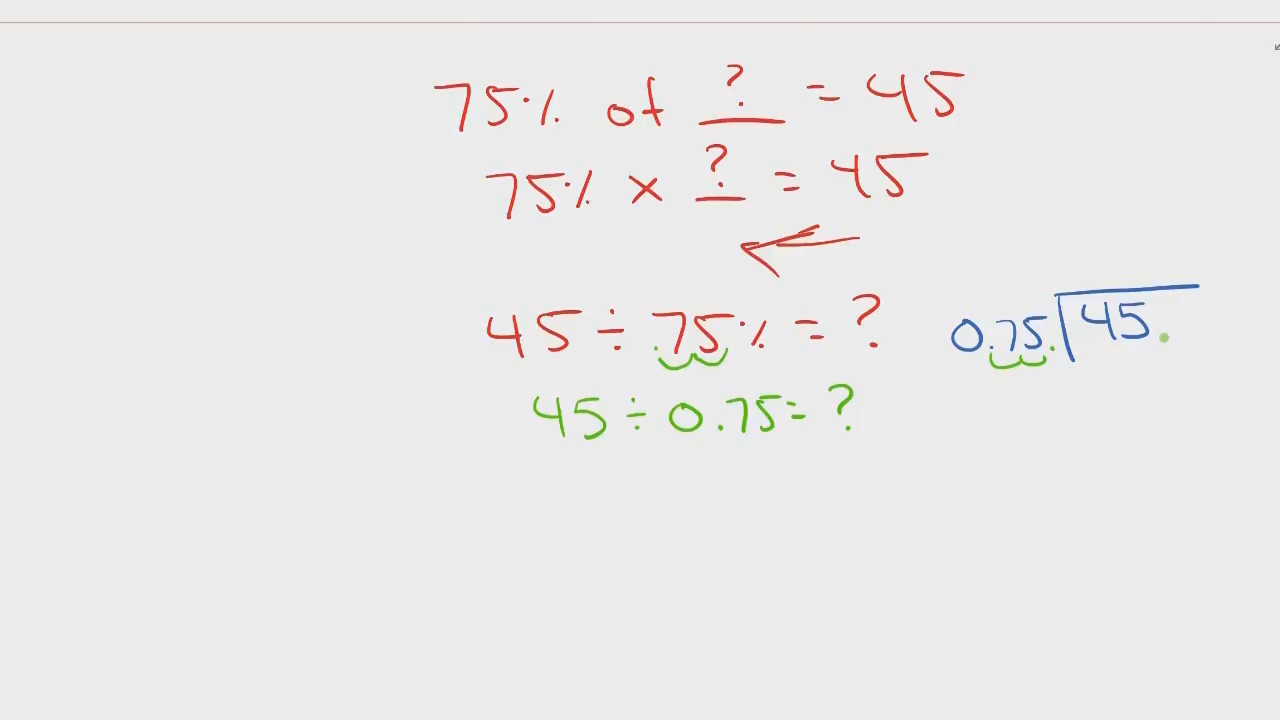 75% of ? = 45
75% × ? = 45
45 ÷ .75% = ?
0.75. 45.
45 ÷ 0.75 = ?